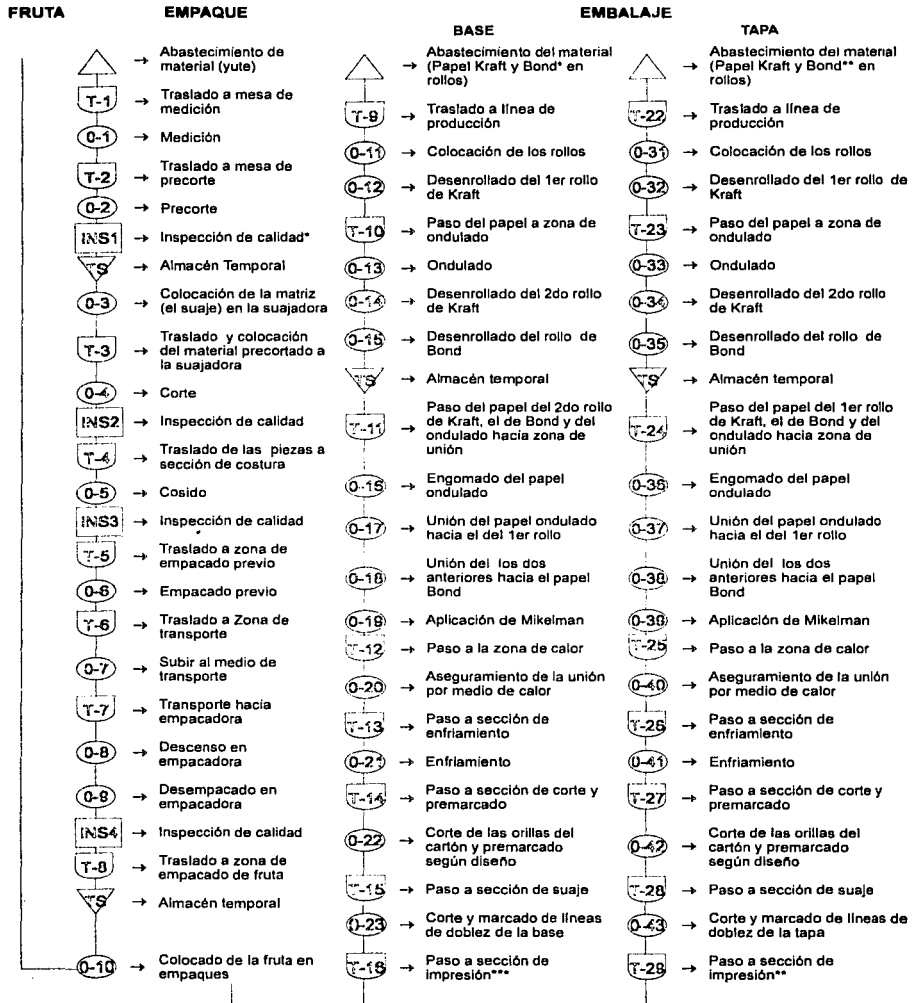 FRUTA
EMPAQUE
EMBALAJE
BASE
TAPA
→ Abastecimiento de
material (yute)
T-1 → Traslado a mesa de
medición
0-1 → Medición
T-2 → Traslado a mesa de
precorte
0-2 → Precorte
INS1 → Inspección de calidad*
TS → Almacén Temporal
0-3 → Colocación de la matriz
(el suaje) en la suajadora
T-3 → Traslado y colocación
del material precortado a
la suajadora
0-4 → Corte
INS2 → Inspección de calidad
T-4 → Traslado de las piezas a
sección de costura
0-5 → Cosido
INS3 → Inspección de calidad
T-5 → Traslado a zona de
empacado previo
0-6 → Empacado previo
T-6 → Traslado a Zona de
transporte
0-7 → Subir al medio de
transporte
T-7 → Transporte hacia
empacadora
0-8 → Descenso en
empacadora
0-9 → Desempacado en
empacadora
INS4 → Inspección de calidad
T-8 → Traslado a zona de
empacado de fruta
TS → Almacén temporal
0-10 → Colocado de la fruta en
empaques
→ Abastecimiento del material
(Papel Kraft y Bond* en
rollos)
T-9 → Traslado a línea de
producción
0-11 → Colocación de los rollos
0-12 → Desenrollado del 1er rollo
de Kraft
T-10 → Paso del papel a zona de
ondulado
0-13 → Ondulado
0-14 → Desenrollado del 2do rollo
de Kraft
0-15 → Desenrollado del rollo de
Bond
TS → Almacén temporal
T-11 → Paso del papel del 2do rollo
de Kraft, el de Bond y del
ondulado hacia zona de
unión
0-16 → Engomado del papel
ondulado
0-17 → Unión del papel ondulado
hacia el del 1er rollo
0-18 → Unión del los dos
anteriores hacia el papel
Bond
0-19 → Aplicación de Mikelman
T-12 → Paso a la zona de calor
0-20 → Aseguramiento de la unión
por medio de calor
T-13 → Paso a sección de
enfriamiento
0-21 → Enfriamiento
T-14 → Paso a sección de corte y
premarcado
0-22 → Corte de las orillas del
cartón y premarcado
según diseño
T-15 → Paso a sección de suaje
0-23 → Corte y marcado de líneas
de doblez de la base
T-16 → Paso a sección de
impresión***
→ Abastecimiento del material
(Papel Kraft y Bond** en
rollos)
T-22 → Traslado a línea de
producción
0-31 → Colocación de los rollos
0-32 → Desenrollado del 1er rollo de
Kraft
T-23 → Paso del papel a zona de
ondulado
0-33 → Ondulado
0-34 → Desenrollado del 2do rollo
de Kraft
0-35 → Desenrollado del rollo de
Bond
TS → Almacén temporal
T-24 → Paso del papel del 1er rollo
de Kraft, el de Bond y del
ondulado hacia zona de
unión
0-36 → Engomado del papel
ondulado
0-37 → Unión del papel ondulado
hacia el del 1er rollo
0-38 → Unión del los dos
anteriores hacia el papel
Bond
0-39 → Aplicación de Mikelman
T-25 → Paso a la zona de calor
0-40 → Aseguramiento de la unión
por medio de calor
T-26 → Paso a sección de
enfriamiento
0-41 → Enfriamiento
T-27 → Paso a sección de corte y
premarcado
0-42 → Corte de las orillas del
cartón y premarcado
según diseño
T-28 → Paso a sección de suaje
0-43 → Corte y marcado de líneas de
doblez de la tapa
T-29 → Paso a sección de
impresión**